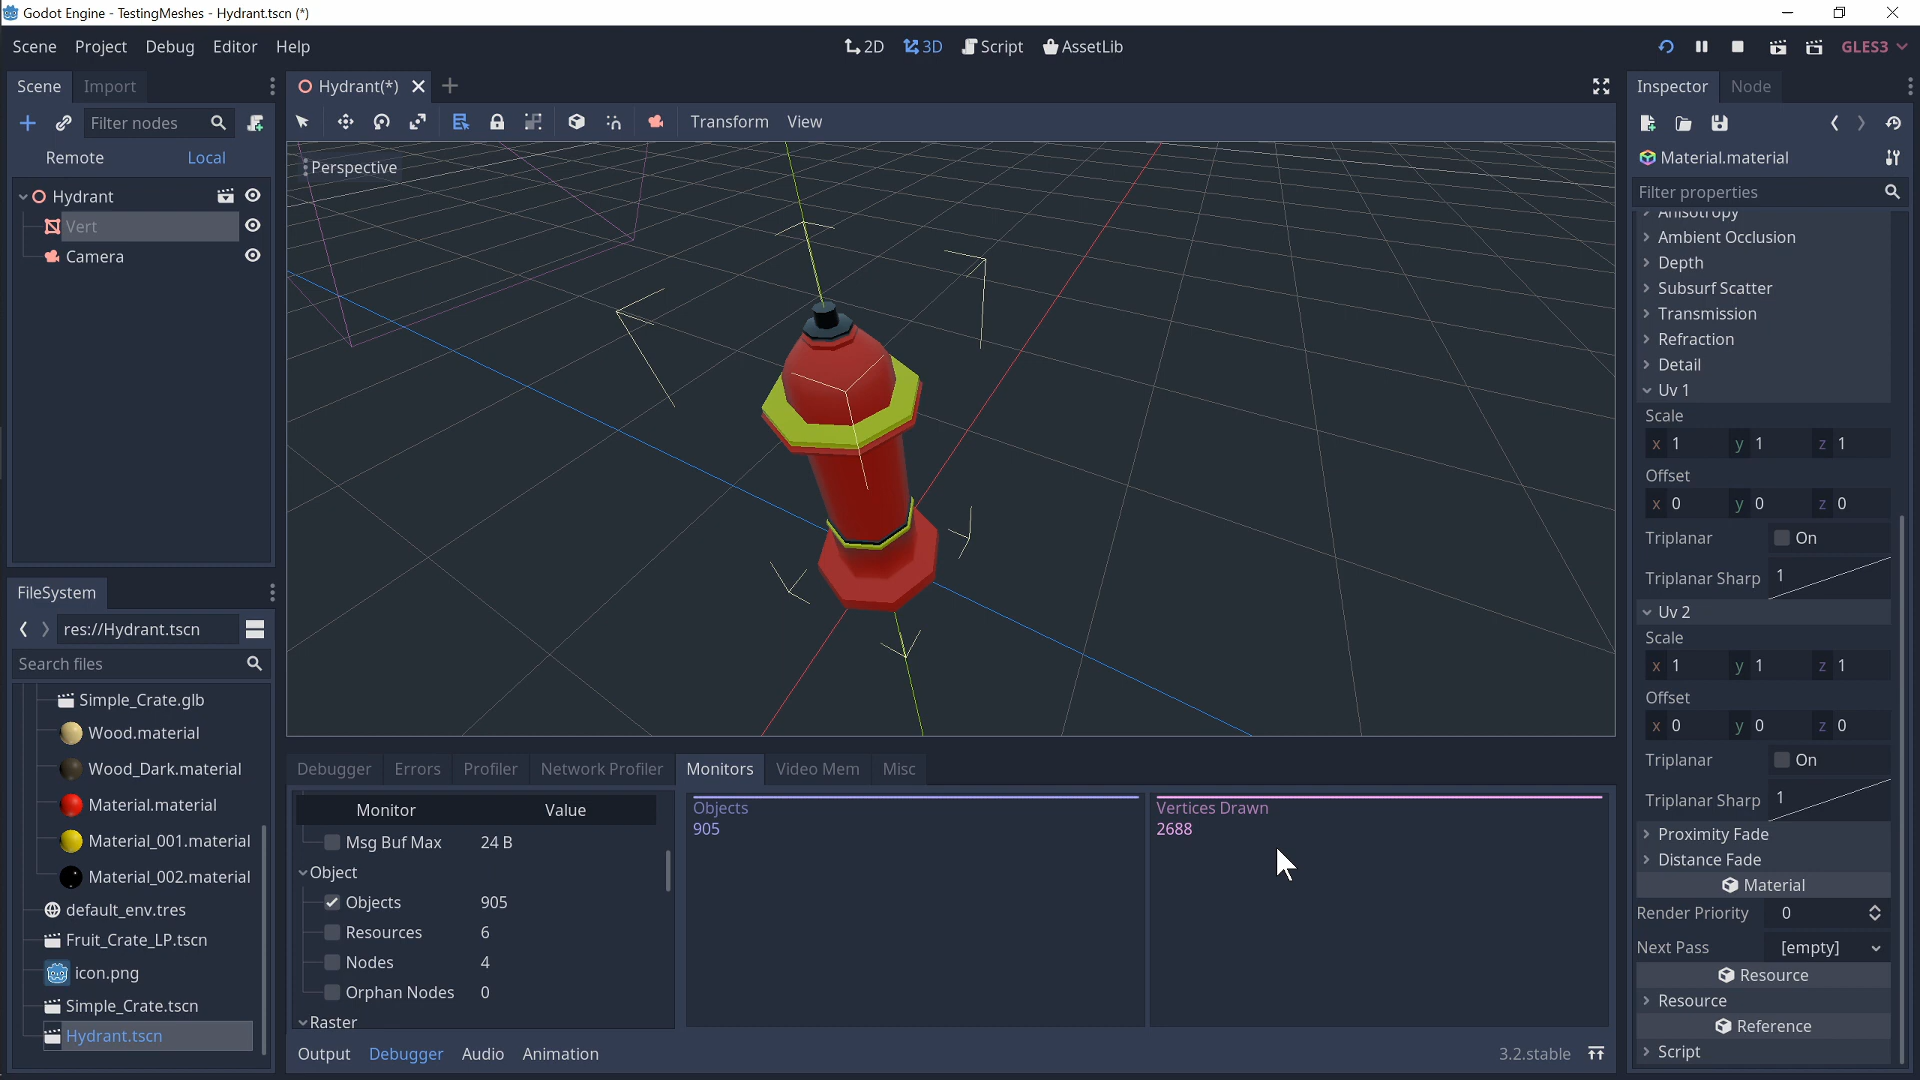 Godot Engine - TestingMeshes - Hydrant.tscn (*)
Scene Project Debug Editor Help
2D 3D Script AssetLib
GLES3
Scene Import
Filter nodes
Remote Local
Hydrant
Vert
Camera
FileSystem
res://Hydrant.tscn
Search files
Simple_Crate.glb
Wood.material
Wood_Dark.material
Material.material
Material_001.material
Material_002.material
default_env.tres
Fruit_Crate_LP.tscn
icon.png
Simple_Crate.tscn
Hydrant.tscn
Hydrant(*)
Transform View
Perspective
Debugger Errors Profiler Network Profiler Monitors Video Mem Misc
Monitor Value
Msg Buf Max 24 B
Object
Objects 905
Resources 6
Nodes 4
Orphan Nodes 0
Raster
Objects
905
Vertices Drawn
2688
Output Debugger Audio Animation
3.2.stable
Inspector Node
Material.material
Filter properties
Anisotropy
Ambient Occlusion
Depth
Subsurf Scatter
Transmission
Refraction
Detail
Uv 1
Scale
x 1 y 1 z 1
Offset
x 0 y 0 z 0
Triplanar On
Triplanar Sharp 1
Uv 2
Scale
x 1 y 1 z 1
Offset
x 0 y 0 z 0
Triplanar On
Triplanar Sharp 1
Proximity Fade
Distance Fade
Material
Render Priority 0
Next Pass [empty]
Resource
Resource
Reference
Script